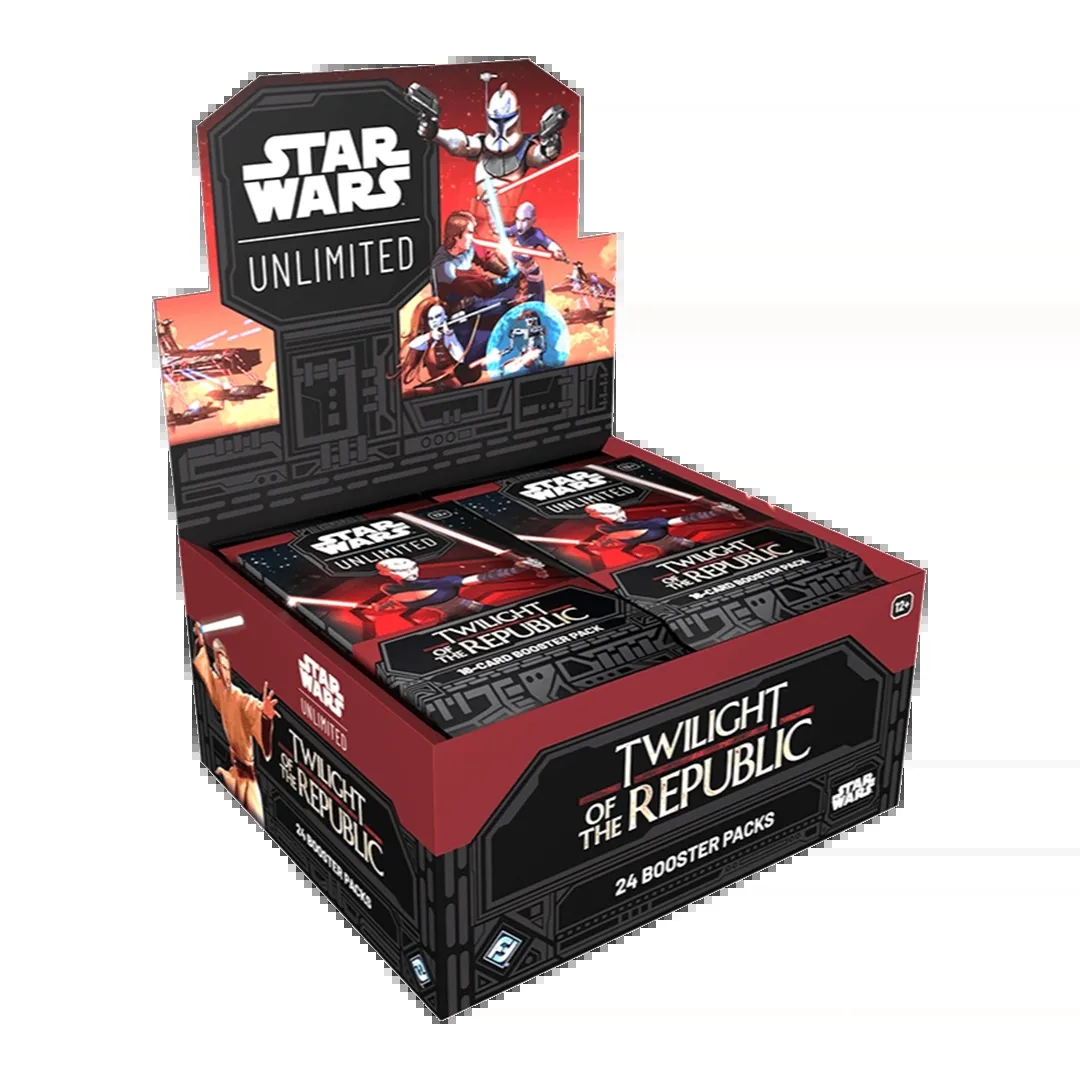 STAR
WARS
UNLIMITED
STAR
WARS
UNLIMITED
12+
TWILIGHT
OF
THE REPUBLIC
16-CARD BOOSTER PACK
STAR
WARS
UNLIMITED
12+
TWILIGHT
OF
THE REPUBLIC
16-CARD BOOSTER PACK
12+
STAR
WARS
UNLIMITED
TWILIGHT
OF
THE REPUBLIC
24 BOOSTER PACKS
TWILIGHT
OF
THE REPUBLIC
24 BOOSTER PACKS
STAR
WARS